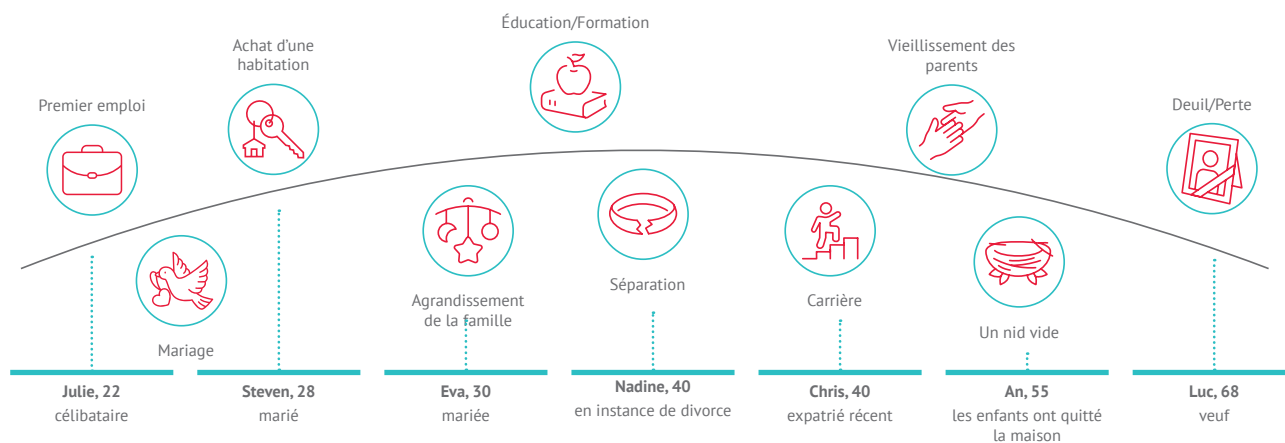 Éducation/Formation
Achat d'une
habitation
Vieillissement des
parents
Premier emploi
Deuil/Perte
Mariage
Agrandissement
de la famille
Séparation
Carrière
Un nid vide
Julie, 22
célibataire
Steven, 28
marié
Eva, 30
mariée
Nadine, 40
en instance de divorce
Chris, 40
expatrié récent
An, 55
les enfants ont quitté
la maison
Luc, 68
veuf